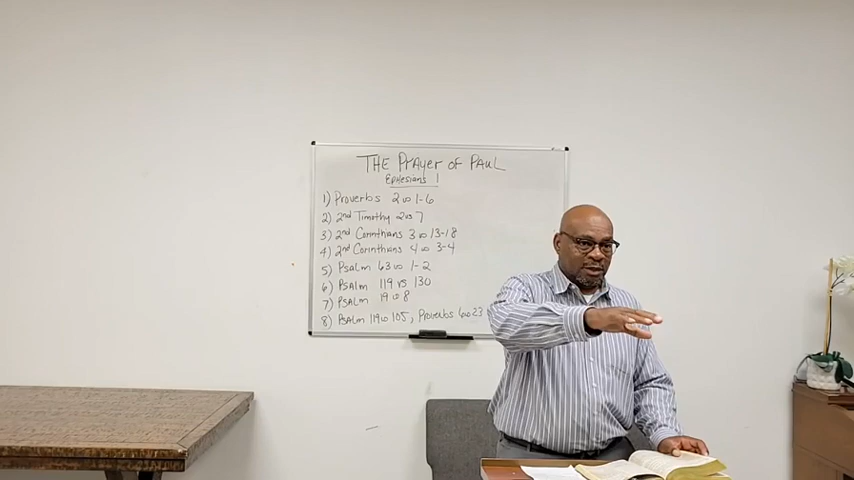 THE PRAYER OF PAUL
Ephesians 1
1) Proverbs 2 vs 1-6
2) 2nd Timothy 2 vs 7
3) 2nd Corinthians 3 vs 13-18
4) 2nd Corinthians 4 vs 3-4
5) Psalm 63 vs 1-2
6) Psalm 119 vs 130
7) Psalm 19 vs 8
8) Psalm 119 vs 105, Proverbs 6 vs 23